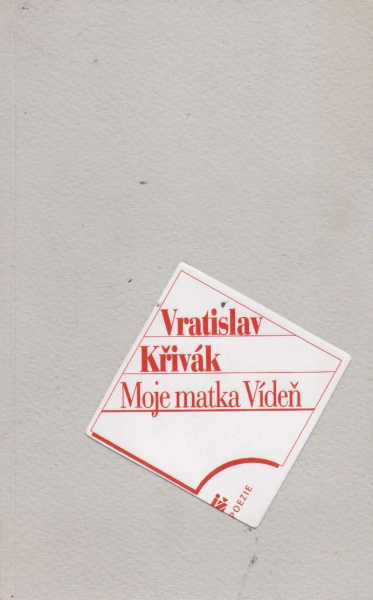 Vratislav
Křivák
Moje matka Vídeň
POEZIE